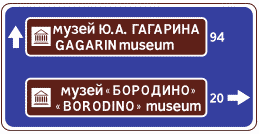 музей Ю.А. ГАГАРИНА
GAGARIN museum
94
музей «БОРОДИНО»
«BORODINO» museum
20